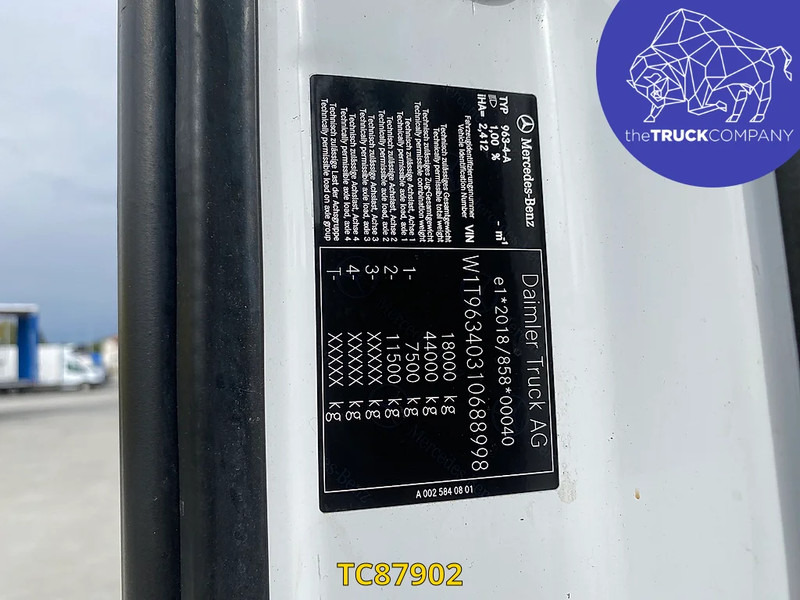 theTRUCKCOMPANY
Mercedes-Benz
TYP 963-4-A
1,00 % - m⁻¹
iHA= 2,412
Daimler Truck AG
e1*2018/858*00040
Fahrzeugidentifizierungsnummer
Vehicle Identification Number
VIN
W1T96340310688998
Technisch zulässiges Gesamtgewicht
Technically permissible total weight
18000 kg
Technisch zulässiges Zug-Gesamtgewicht
Technically permissible combination weight
44000 kg
Technisch zulässige Achslast, Achse 1
Technically permissible axle load, axle 1
1- 7500 kg
Technisch zulässige Achslast, Achse 2
Technically permissible axle load, axle 2
2- 11500 kg
Technisch zulässige Achslast, Achse 3
Technically permissible axle load, axle 3
3- XXXXX kg
Technisch zulässige Achslast, Achse 4
Technically permissible axle load, axle 4
4- XXXXX kg
Technisch zulässige Last der Achsgruppe
Technically permissible load on axle group
T- XXXXX kg
A 002 584 08 01
TC87902